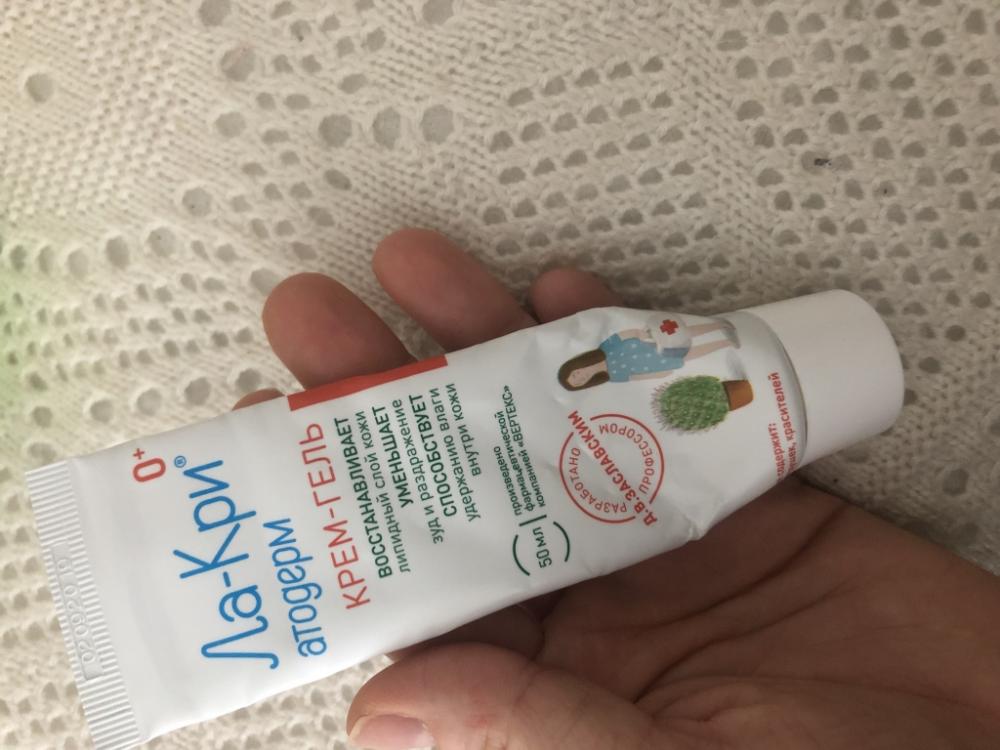 0+
Ла-Кри®
атодерм
КРЕМ-ГЕЛЬ
ВОССТАНАВЛИВАЕТ
липидный слой кожи
УМЕНЬШАЕТ
зуд и раздражение
СПОСОБСТВУЕТ
удержанию влаги
внутри кожи
50 мл
произведено
фармацевтической
компанией «ВЕРТЕКС»
РАЗРАБОТАНО
ПРОФЕССОРОМ
Д.В.ЗАСЛАВСКИМ
красителей